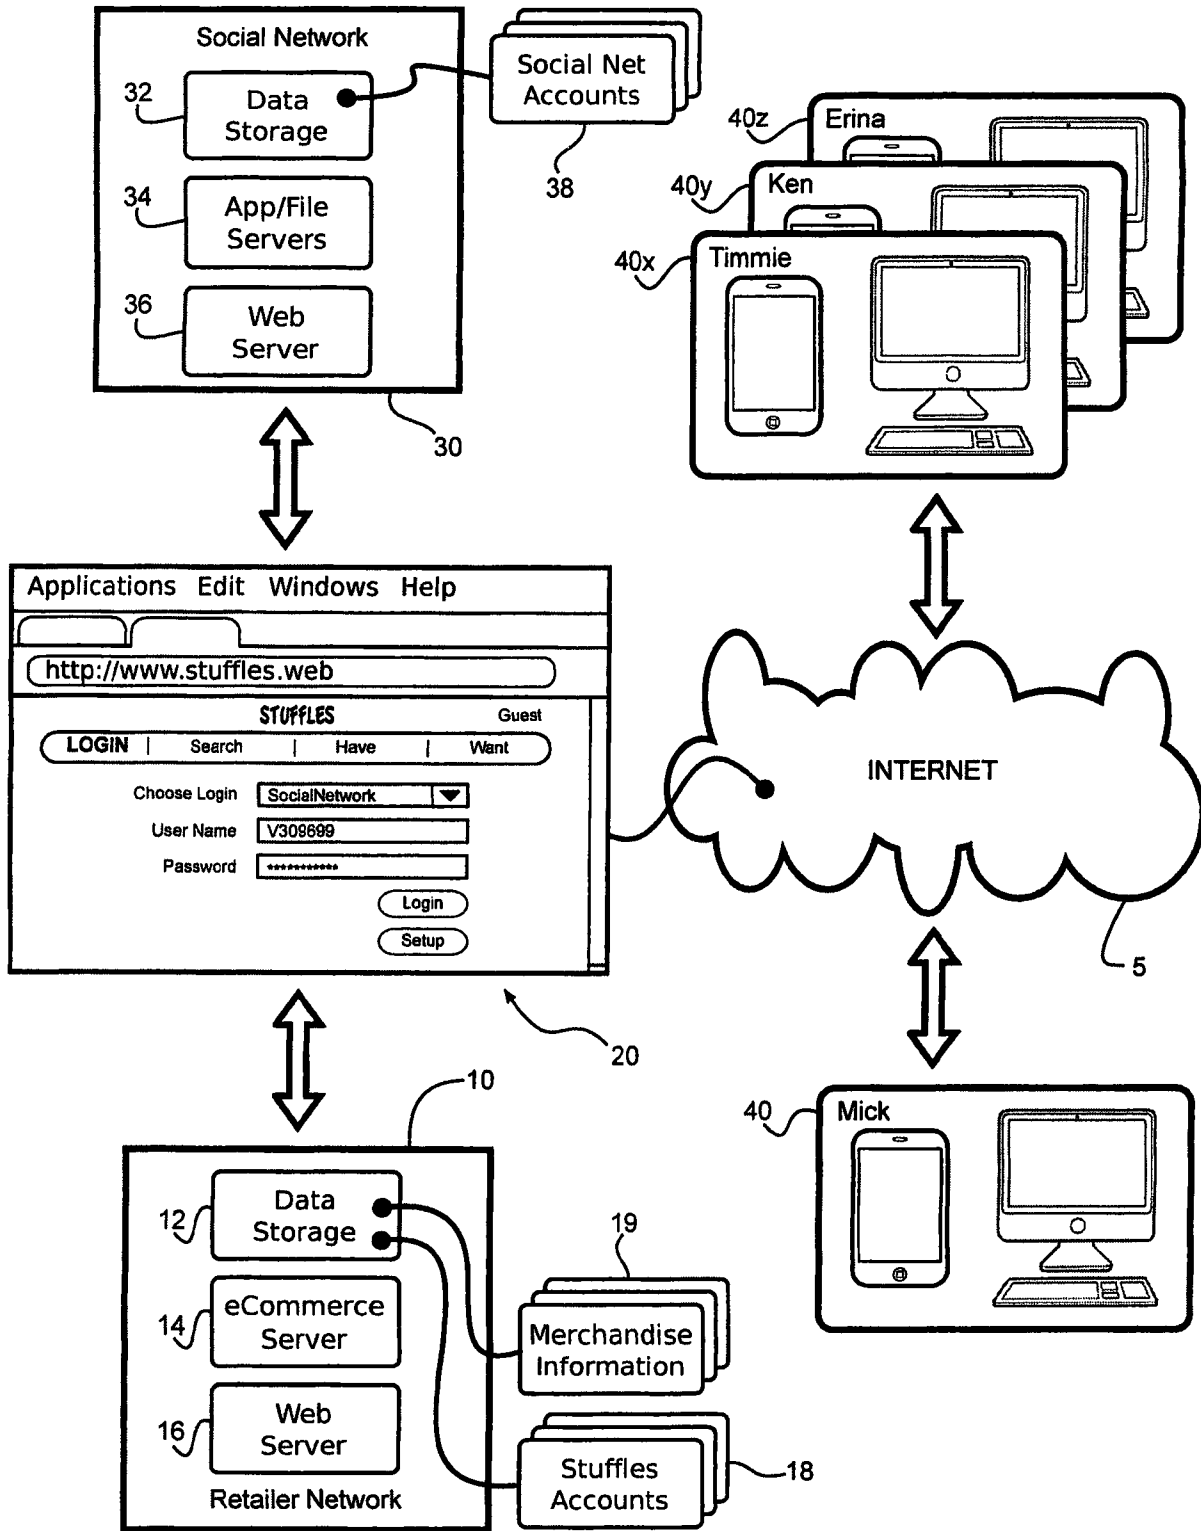 Social Network
32
Data
Storage
34
App/File
Servers
36
Web
Server
30
Social Net
Accounts
38
40z
Erina
40y
Ken
40x
Timmie
Applications Edit Windows Help
http://www.stuffles.web
STUFFLES
Guest
LOGIN | Search | Have | Want
Choose Login
SocialNetwork
User Name
V309699
Password
***********
Login
Setup
20
INTERNET
5
10
12
Data
Storage
14
eCommerce
Server
16
Web
Server
Retailer Network
19
Merchandise
Information
Stuffles
Accounts
18
40
Mick